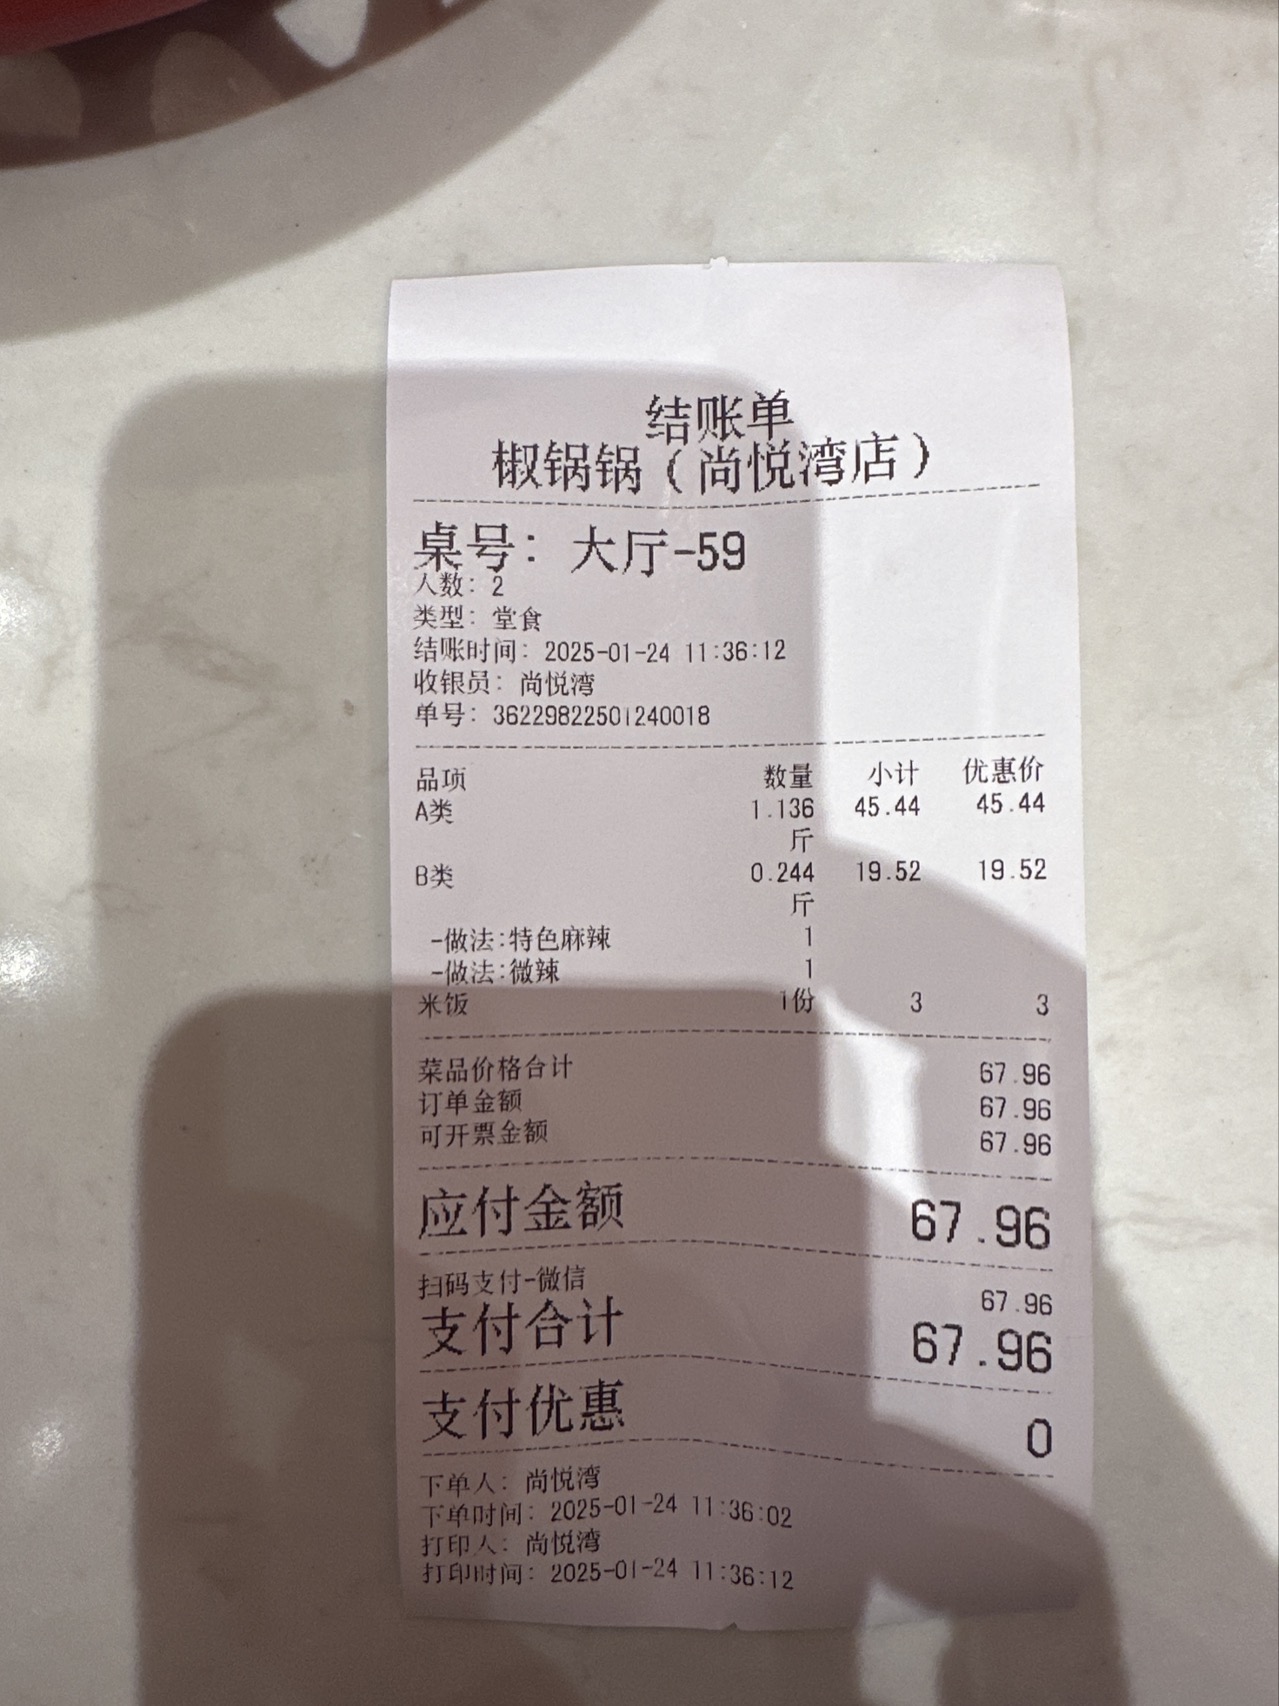 结账单
椒锅锅（尚悦湾店）
桌号: 大厅-59
人数: 2
类型: 堂食
结账时间: 2025-01-24 11:36:12
收银员: 尚悦湾
单号: 36229822501240018
品项 数量 小计 优惠价
A类 1.136 45.44 45.44
斤
B类 0.244 19.52 19.52
斤
-做法:特色麻辣 1
-做法:微辣 1
米饭 1份 3 3
菜品价格合计 67.96
订单金额 67.96
可开票金额 67.96
应付金额 67.96
扫码支付-微信 67.96
支付合计 67.96
支付优惠 0
下单人: 尚悦湾
下单时间: 2025-01-24 11:36:02
打印人: 尚悦湾
打印时间: 2025-01-24 11:36:12